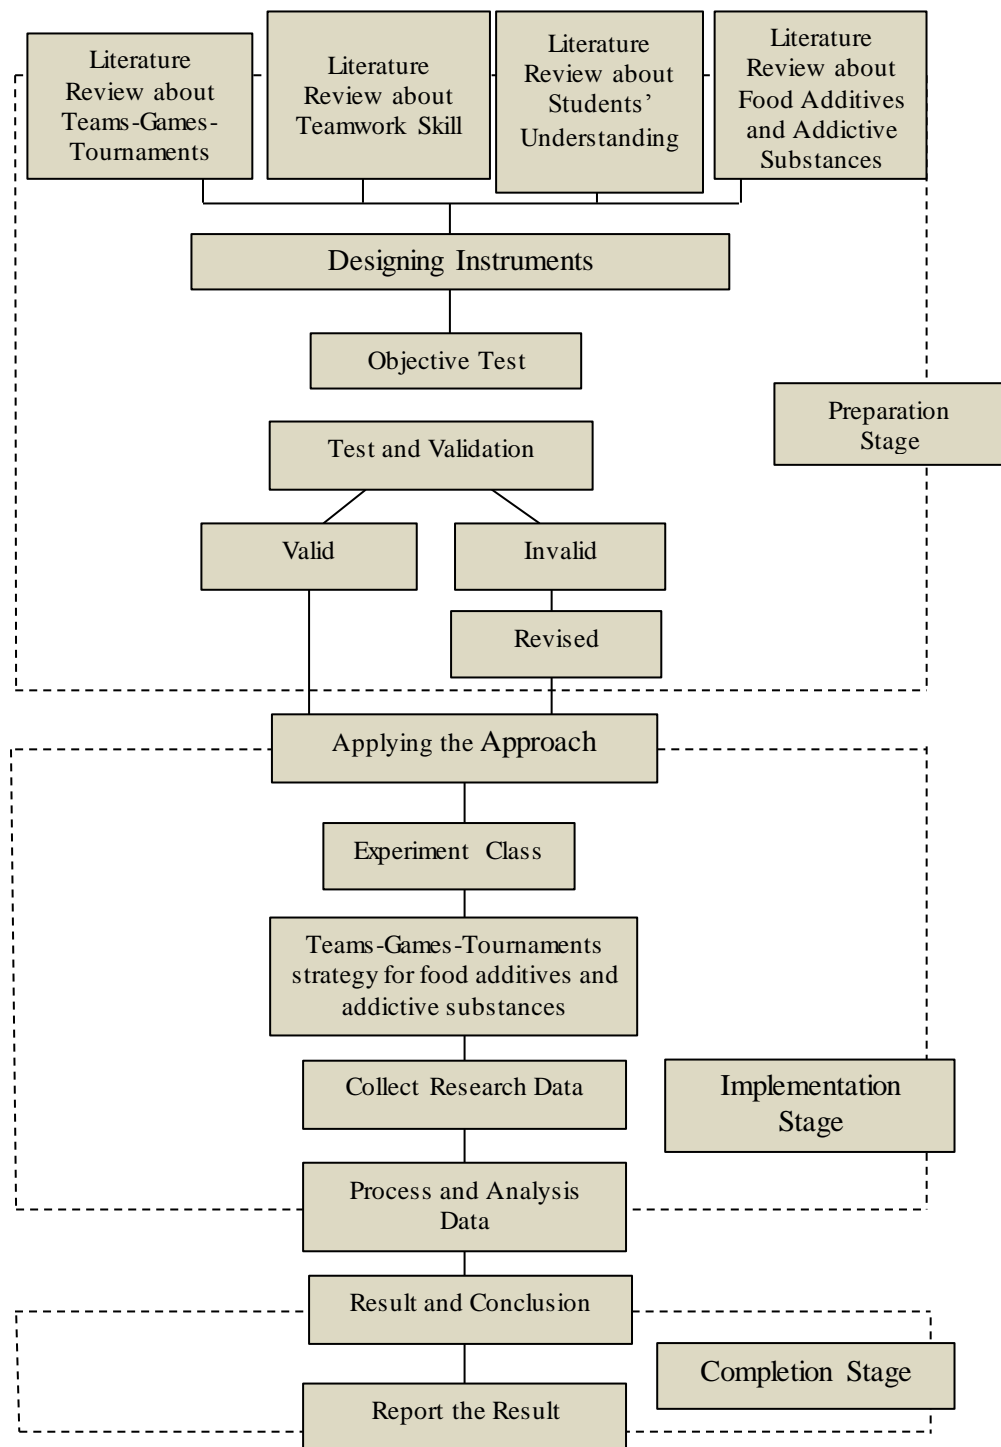 Literature
Review about
Teams-Games-
Tournaments
Literature
Review about
Teamwork Skill
Literature
Review about
Students’
Understanding
Literature
Review about
Food Additives
and Addictive
Substances
Designing Instruments
Objective Test
Preparation
Stage
Test and Validation
Valid
Invalid
Revised
Applying the Approach
Experiment Class
Teams-Games-Tournaments
strategy for food additives and
addictive substances
Collect Research Data
Implementation
Stage
Process and Analysis
Data
Result and Conclusion
Completion Stage
Report the Result